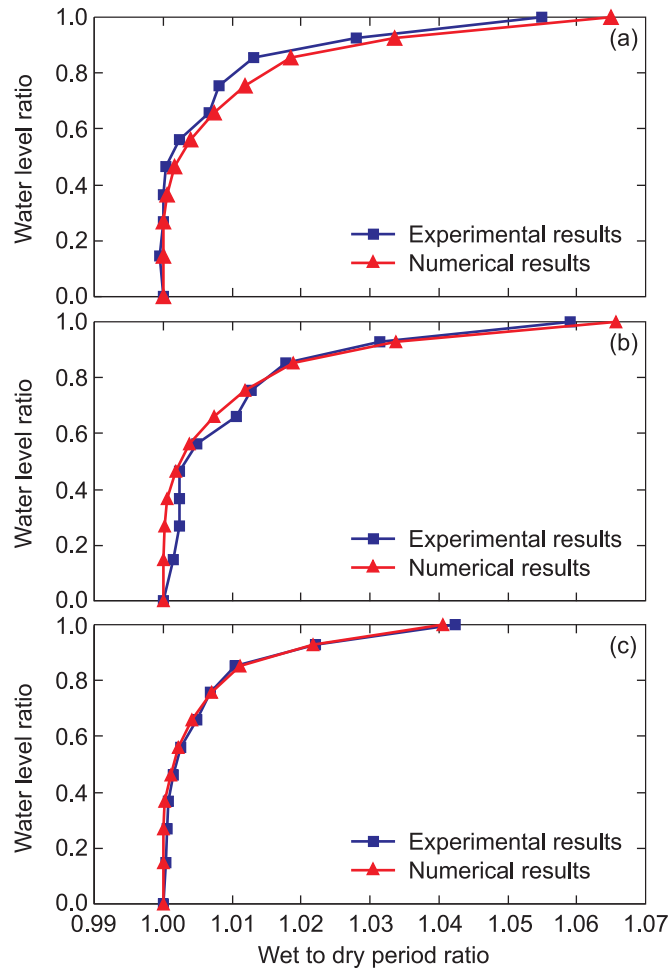 1.0
(a)
0.8
0.6
0.4
0.2
0.0
Water level ratio
Experimental results
Numerical results
1.0
(b)
0.8
0.6
0.4
0.2
0.0
Water level ratio
Experimental results
Numerical results
1.0
(c)
0.8
0.6
0.4
0.2
0.0
Water level ratio
Experimental results
Numerical results
0.99 1.00 1.01 1.02 1.03 1.04 1.05 1.06 1.07
Wet to dry period ratio